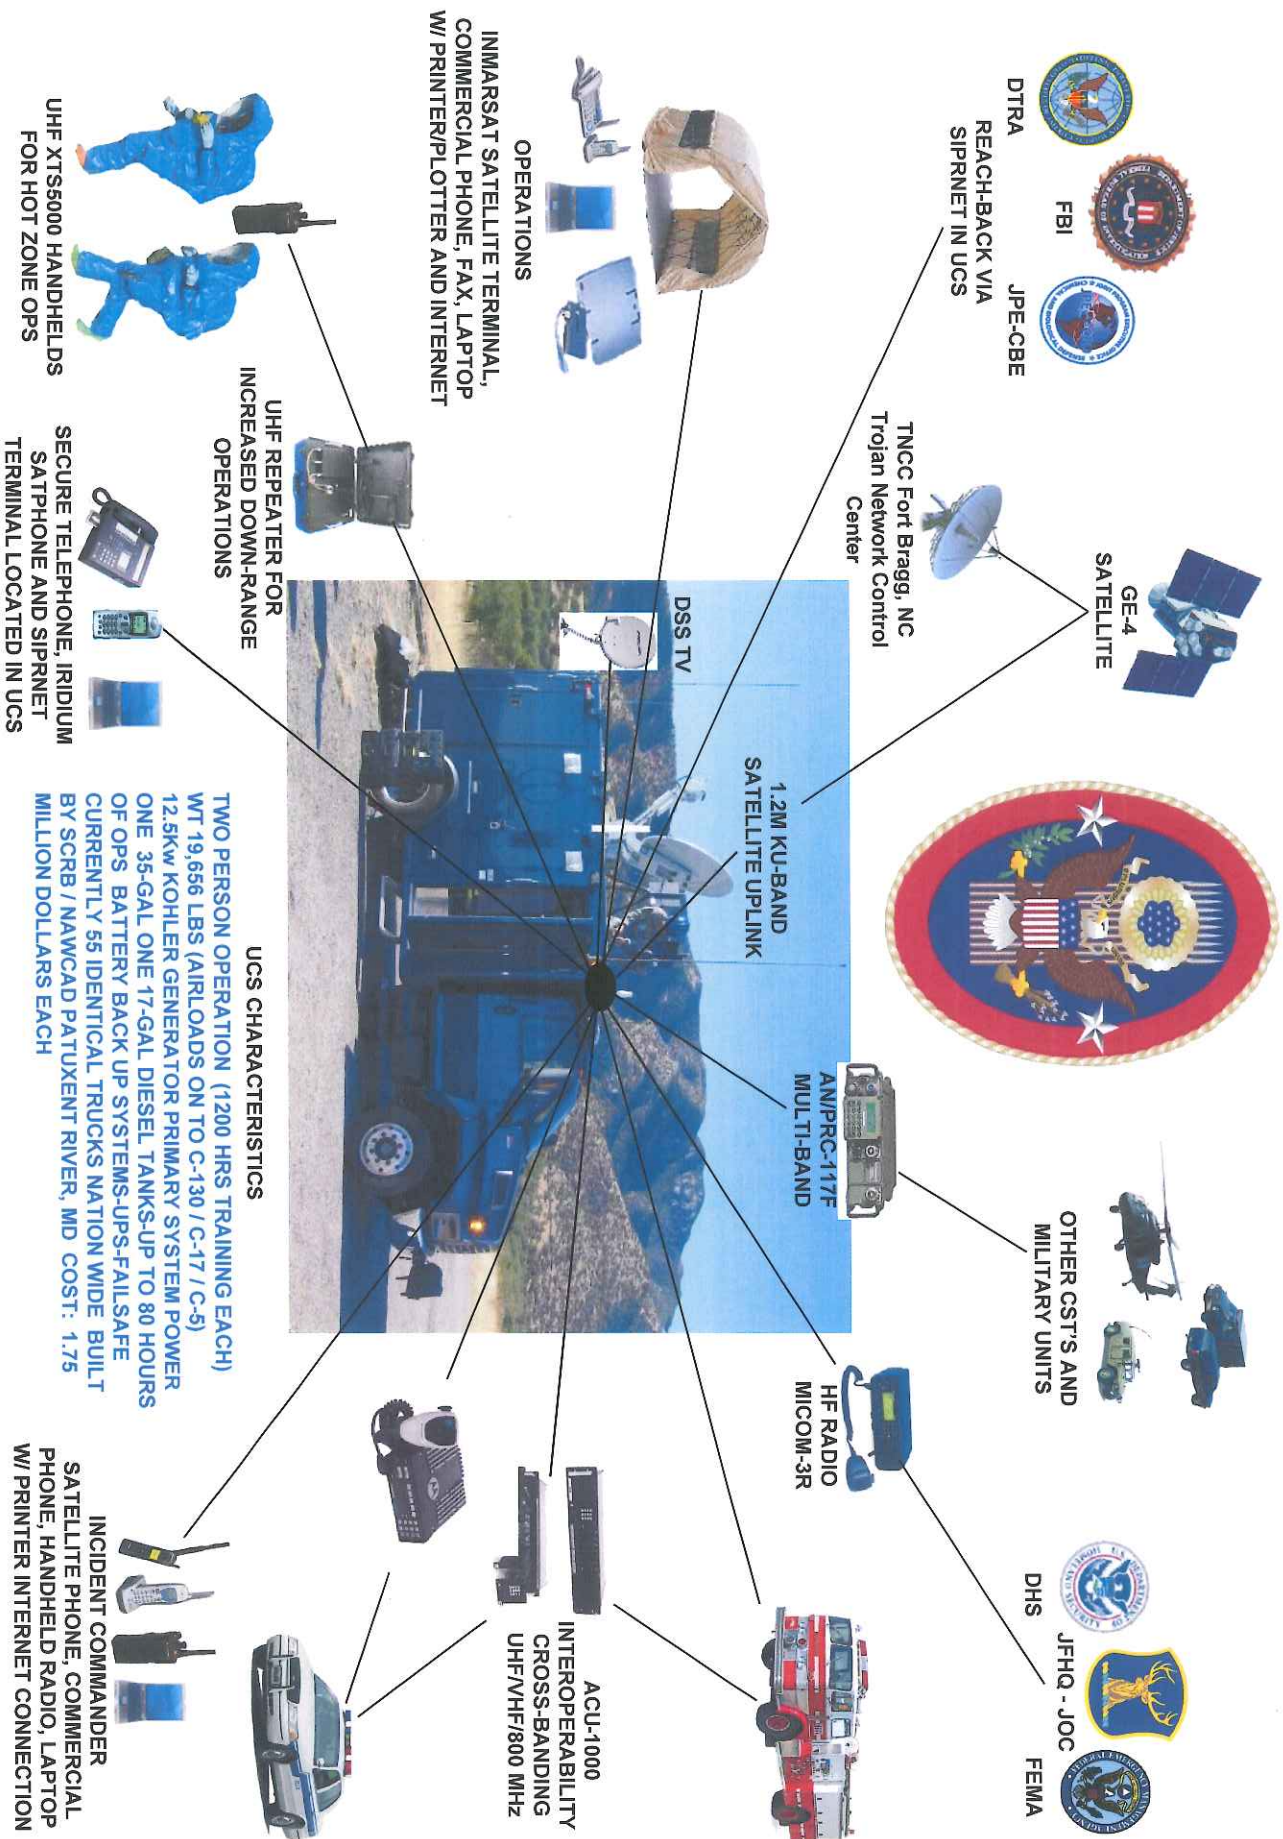 DTRA
FBI
JPE-CBE
REACH-BACK VIA
SIPRNET IN UCS
GE-4
SATELLITE
TNCC Fort Bragg, NC
Trojan Network Control
Center
OTHER CST'S AND
MILITARY UNITS
DHS
JFHQ - JOC
FEMA
AN/PRC-117F
MULTI-BAND
HF RADIO
MICOM-3R
1.2M KU-BAND
SATELLITE UPLINK
DSS TV
OPERATIONS
INMARSAT SATELLITE TERMINAL,
COMMERCIAL PHONE, FAX, LAPTOP
W/ PRINTER/PLOTTER AND INTERNET
ACU-1000
INTEROPERABILITY
CROSS-BANDING
UHF/VHF/800 MHz
UHF REPEATER FOR
INCREASED DOWN-RANGE
OPERATIONS
UHF XTS5000 HANDHELDS
FOR HOT ZONE OPS
SECURE TELEPHONE, IRIDIUM
SATPHONE AND SIPRNET
TERMINAL LOCATED IN UCS
UCS CHARACTERISTICS
TWO PERSON OPERATION (1200 HRS TRAINING EACH)
WT 19,656 LBS (AIRLOADS ON TO C-130 / C-17 / C-5)
12.5Kw KOHLER GENERATOR PRIMARY SYSTEM POWER
ONE 35-GAL ONE 17-GAL DIESEL TANKS-UP TO 80 HOURS
OF OPS BATTERY BACK UP SYSTEMS-UPS-FAILSAFE
CURRENTLY 55 IDENTICAL TRUCKS NATION WIDE BUILT
BY SCRB / NAWCAD PATUXENT RIVER, MD COST: 1.75
MILLION DOLLARS EACH
INCIDENT COMMANDER
SATELLITE PHONE, COMMERCIAL
PHONE, HANDHELD RADIO, LAPTOP
W/ PRINTER INTERNET CONNECTION